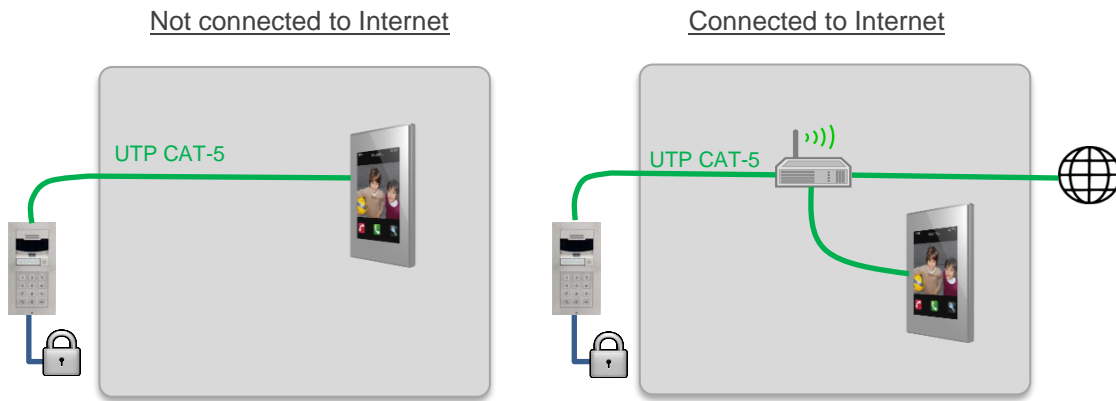 Not connected to Internet
Connected to Internet
UTP CAT-5
UTP CAT-5